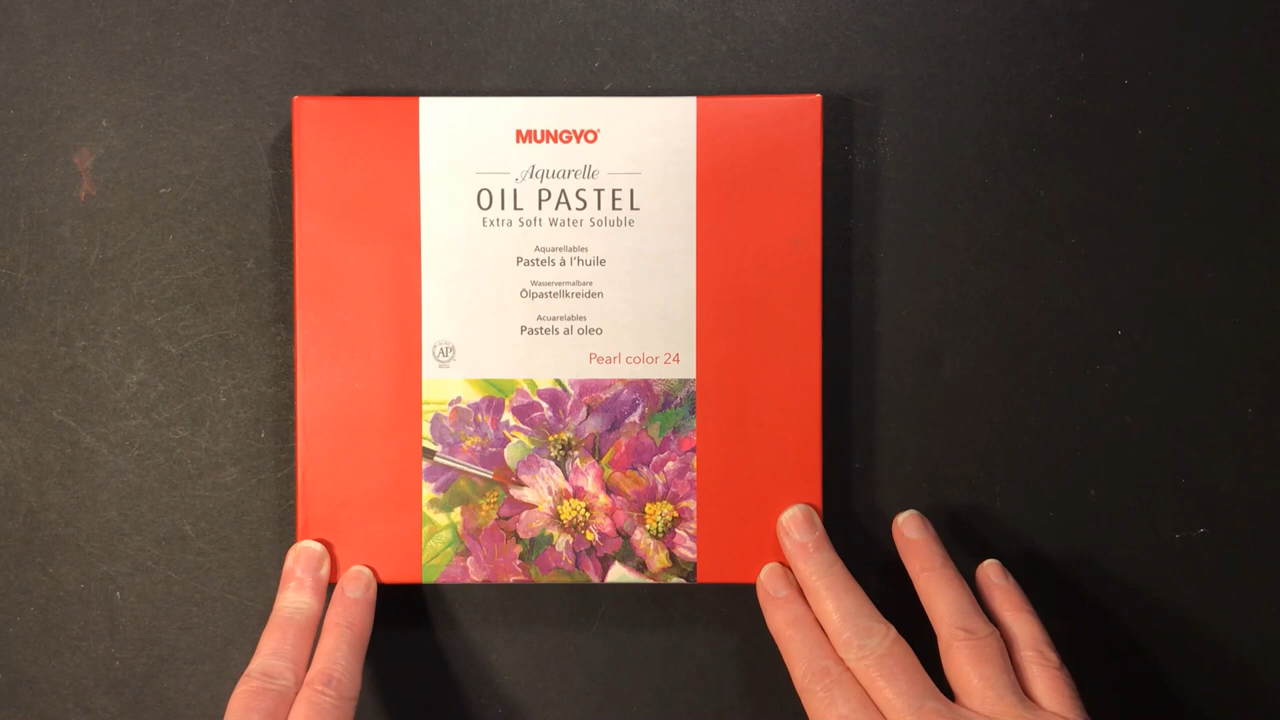 MUNGYO®
Aquarelle
OIL PASTEL
Extra Soft Water Soluble
Aquarellables
Pastels à l'huile
Wasservermalbare
Ölpastellkreiden
Acuarelables
Pastels al oleo
AP
Pearl color 24